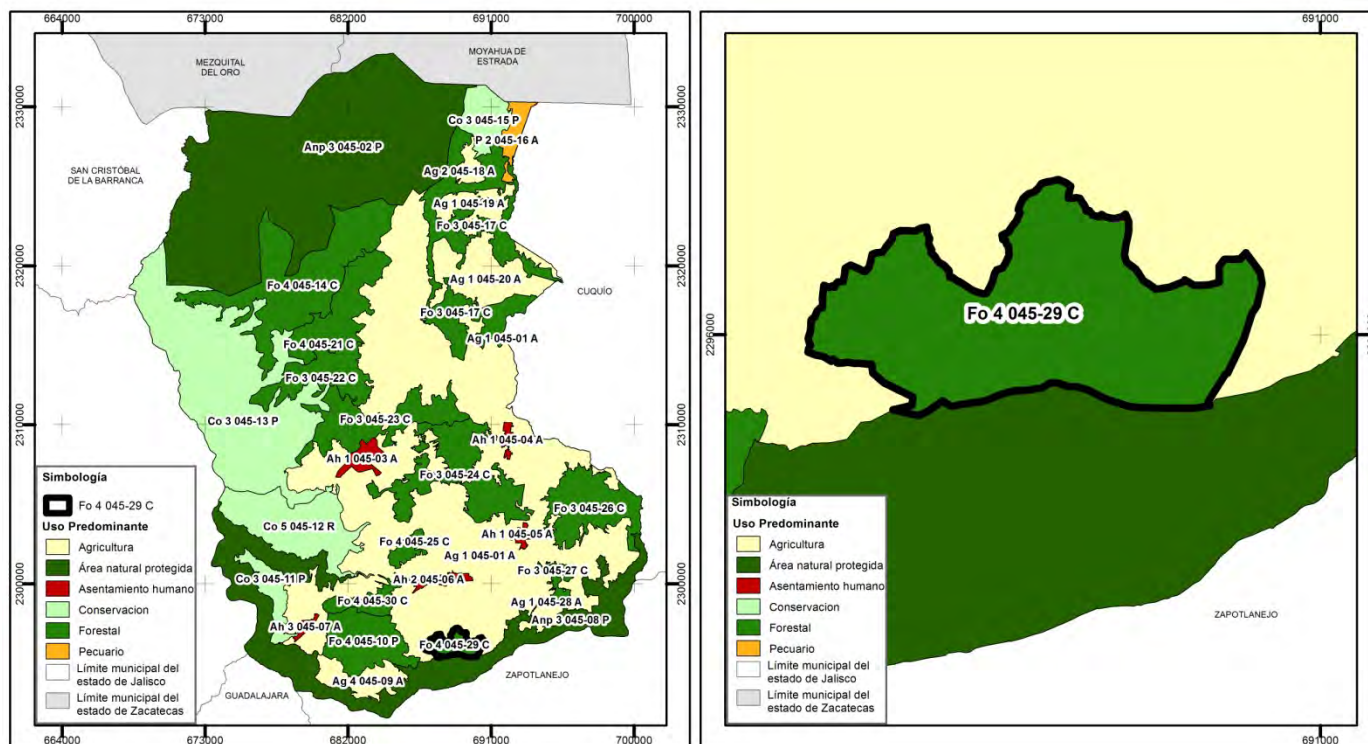 664000 673000 682000 691000 700000
MEZQUITAL
DEL ORO
MOYAHUA DE
ESTRADA
2330000 2330000
Co 3 045-15 P
P 2 045-16 A
Anp 3 045-02 P
SAN CRISTÓBAL
DE LA BARRANCA
Ag 2 045-18 A
Ag 1 045-19 A
Fo 3 045-17 C
2320000 2320000
Fo 4 045-14 C
Ag 1 045-20 A
CUQUÍO
Fo 3 045-17 C
Fo 4 045-21 C
Ag 1 045-01 A
Fo 3 045-22 C
2310000 2310000
Co 3 045-13 P
Fo 3 045-23 C
Ah 1 045-04 A
Ah 1 045-03 A
Fo 3 045-24 C
Fo 3 045-26 C
Co 5 045-12 R
Ah 1 045-05 A
Fo 4 045-25 C
Ag 1 045-01 A
Fo 3 045-27 C
2300000 2300000
Co 3 045-11 P
Ah 2 045-06 A
Fo 4 045-30 C
Ag 1 045-28 A
Anp 3 045-08 P
Ah 3 045-07 A
Fo 4 045-10 P
Fo 4 045-29 C
Ag 4 045-09 A
ZAPOTLANEJO
GUADALAJARA
Simbología
Fo 4 045-29 C
Uso Predominante
Agricultura
Área natural protegida
Asentamiento humano
Conservacion
Forestal
Pecuario
Límite municipal del
estado de Jalisco
Límite municipal del
estado de Zacatecas
664000 673000 682000 691000 700000
691000
Fo 4 045-29 C
2296000
ZAPOTLANEJO
Simbología
Uso Predominante
Agricultura
Área natural protegida
Asentamiento humano
Conservacion
Forestal
Pecuario
Límite municipal del
estado de Jalisco
Límite municipal del
estado de Zacatecas
691000